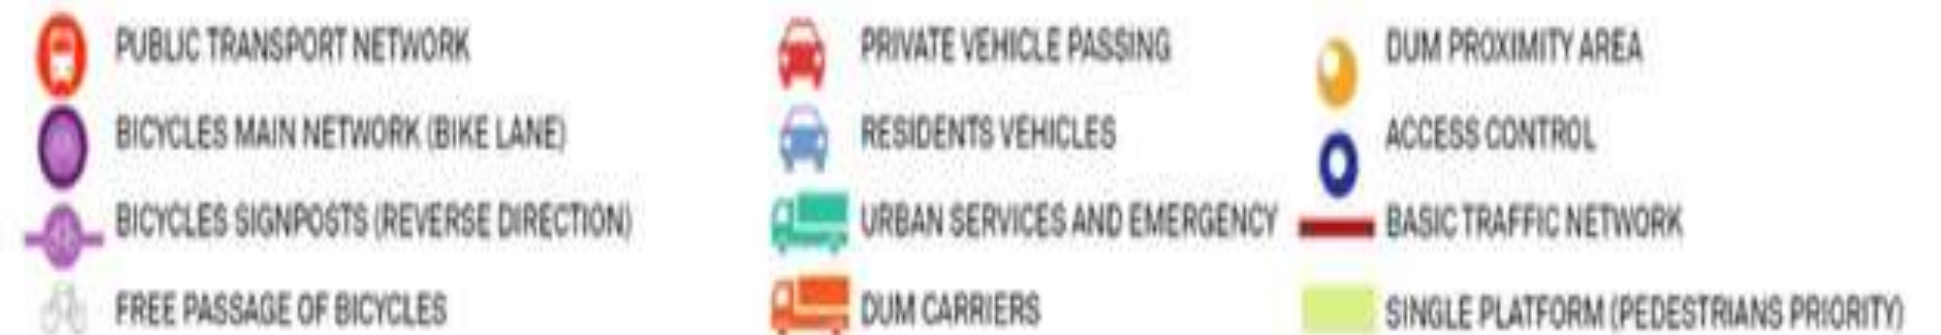 PUBLIC TRANSPORT NETWORK
BICYCLES MAIN NETWORK (BIKE LANE)
BICYCLES SIGNPOSTS (REVERSE DIRECTION)
FREE PASSAGE OF BICYCLES
PRIVATE VEHICLE PASSING
RESIDENTS VEHICLES
URBAN SERVICES AND EMERGENCY
DUM CARRIERS
DUM PROXIMITY AREA
ACCESS CONTROL
BASIC TRAFFIC NETWORK
SINGLE PLATFORM (PEDESTRIANS PRIORITY)